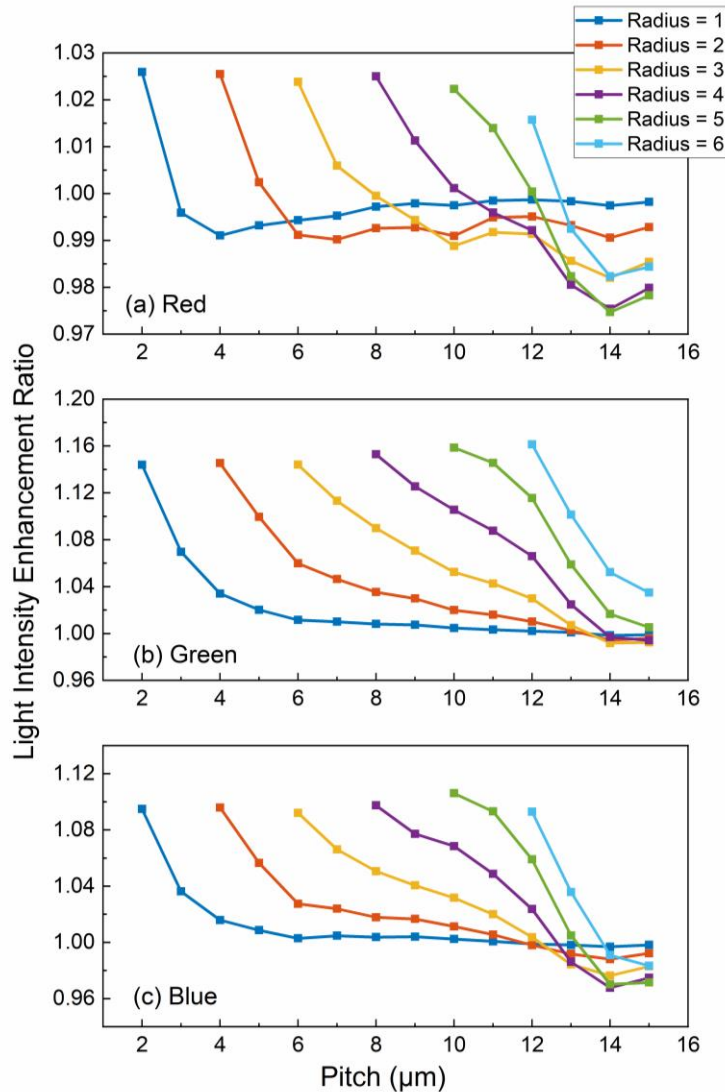 Radius = 1
Radius = 2
Radius = 3
Radius = 4
Radius = 5
Radius = 6
1.03
1.02
1.01
1.00
0.99
0.98
0.97
(a) Red
2 4 6 8 10 12 14 16
1.20
1.16
1.12
1.08
1.04
1.00
0.96
(b) Green
2 4 6 8 10 12 14 16
1.12
1.08
1.04
1.00
0.96
(c) Blue
2 4 6 8 10 12 14 16
Light Intensity Enhancement Ratio
Pitch (μm)